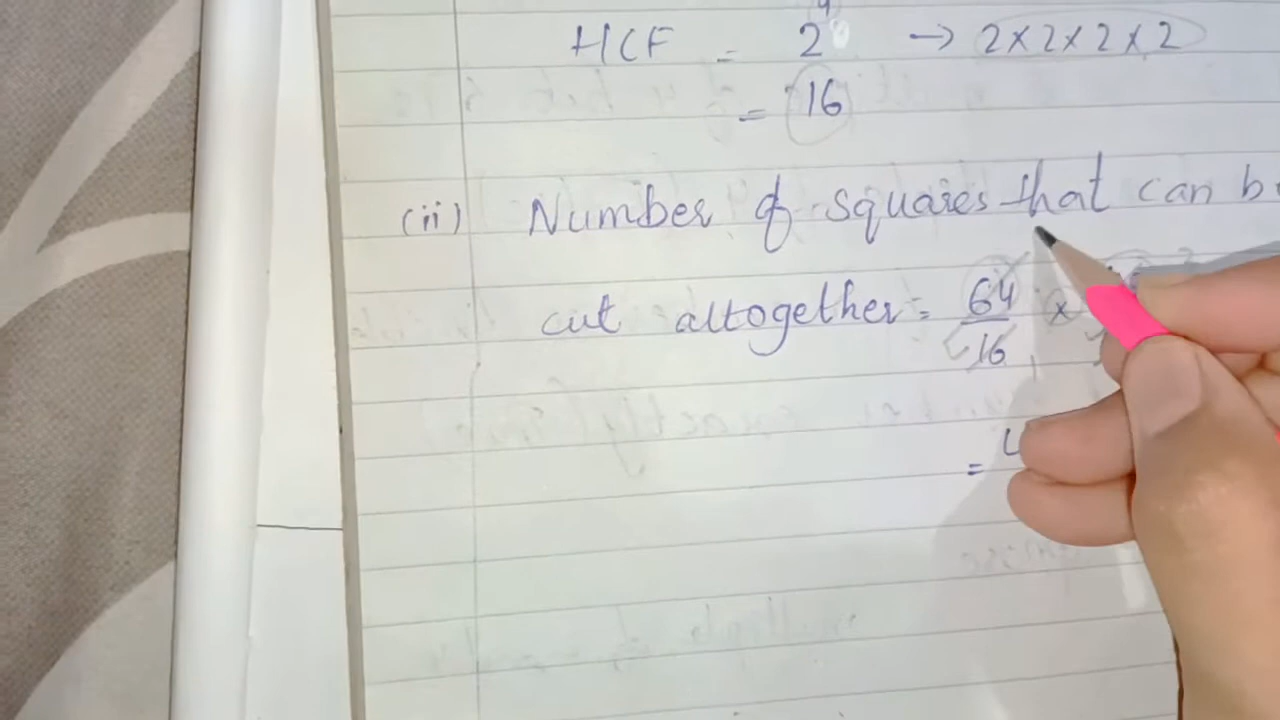 HCF = 2⁴ → 2×2×2×2
= 16
(ii) Number of squares that can b
cut altogether = 64/16 ×
= 4